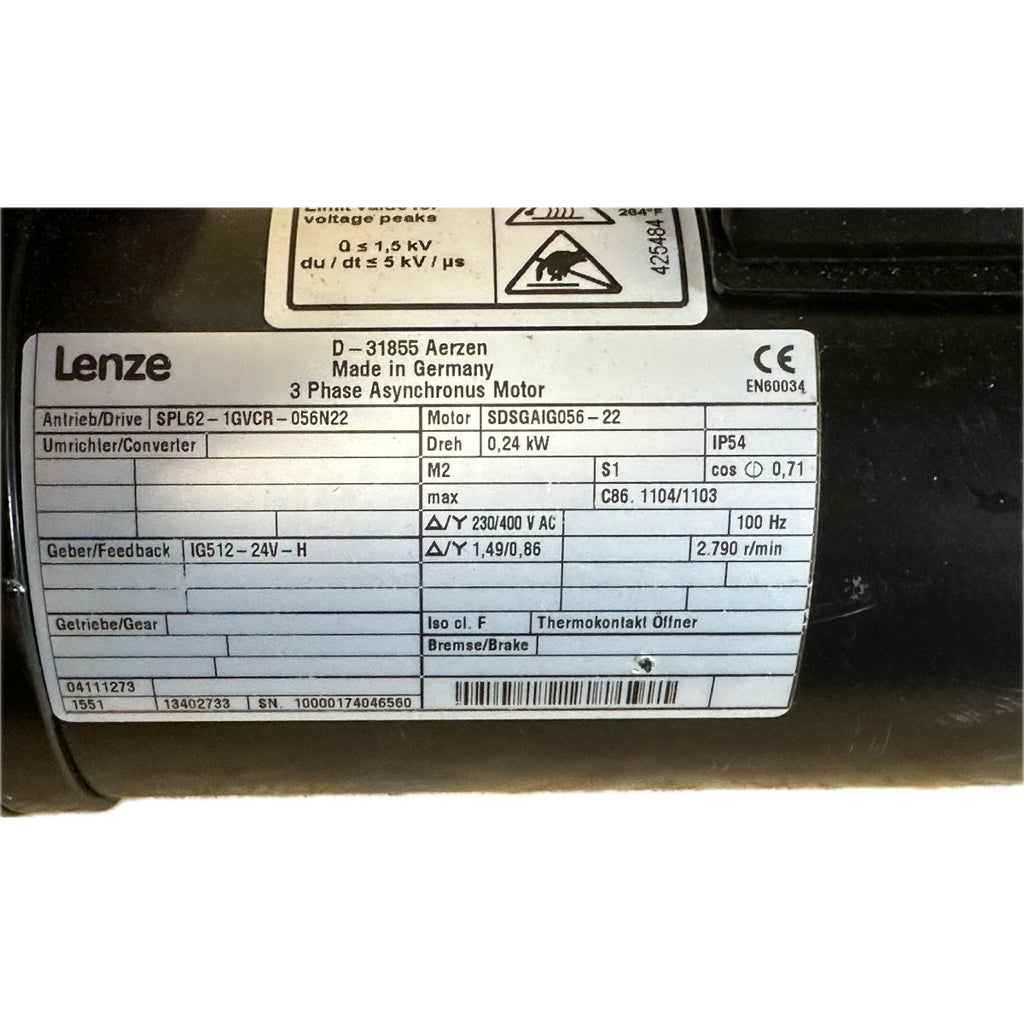 voltage peaks
Û ≤ 1,5 kV
du / dt ≤ 5 kV / µs
425484
Lenze
D – 31855 Aerzen
Made in Germany
3 Phase Asynchronus Motor
CE
EN60034
Antrieb/Drive SPL62 – 1GVCR – 056N22 Motor SDSGAIG056 – 22
Umrichter/Converter Dreh 0,24 kW IP54
M2 S1 cos φ 0,71
max C86. 1104/1103
Δ/Y 230/400 V AC 100 Hz
Geber/Feedback IG512 – 24V – H Δ/Y 1,49/0,86 2.790 r/min
Getriebe/Gear Iso cl. F Thermokontakt Öffner
Bremse/Brake
04111273
1551 13402733 SN. 10000174046560